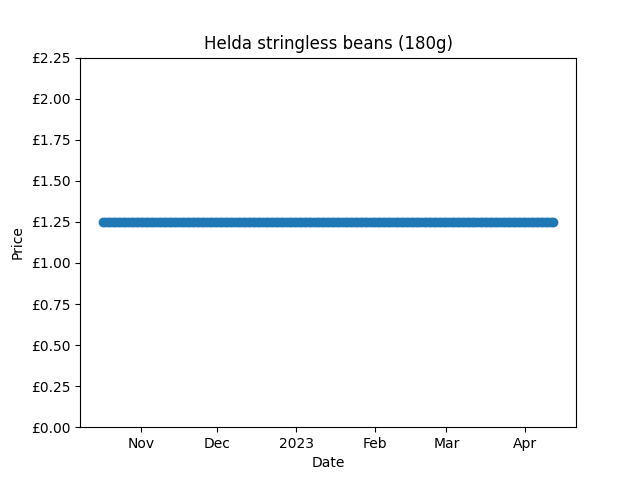 Helda stringless beans (180g)
£2.25
£2.00
£1.75
£1.50
£1.25
£1.00
£0.75
£0.50
£0.25
£0.00
Price
Nov Dec 2023 Feb Mar Apr
Date